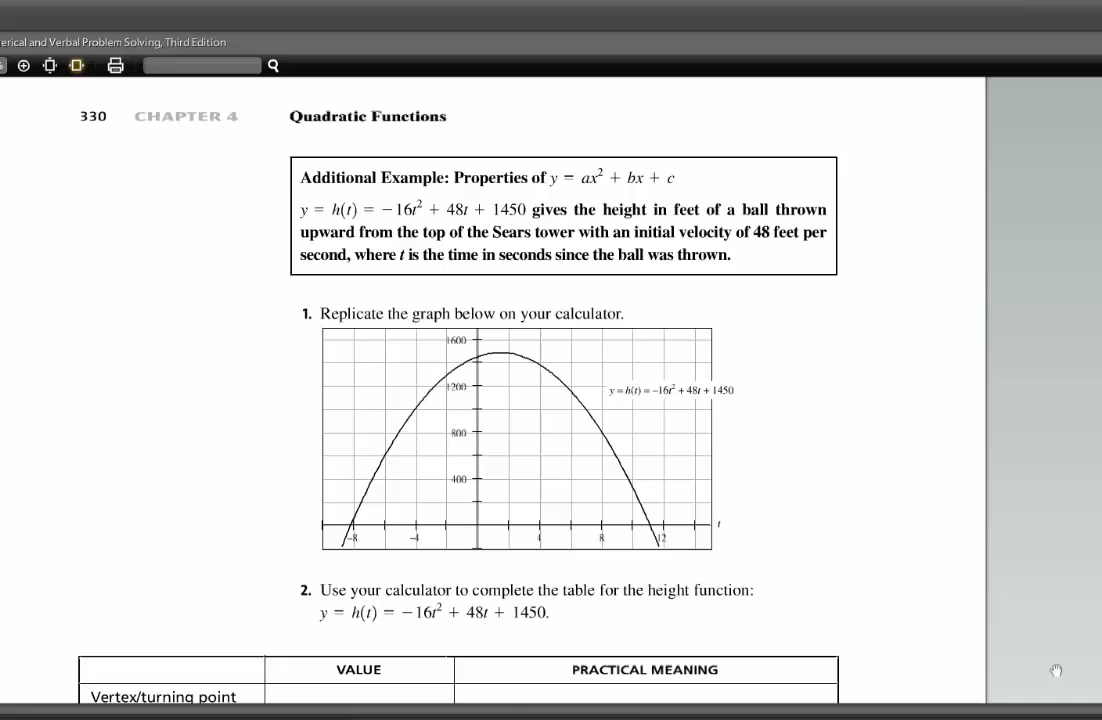 erical and Verbal Problem Solving, Third Edition
330 CHAPTER 4 Quadratic Functions
Additional Example: Properties of y = ax² + bx + c
y = h(t) = −16t² + 48t + 1450 gives the height in feet of a ball thrown
upward from the top of the Sears tower with an initial velocity of 48 feet per
second, where t is the time in seconds since the ball was thrown.
1. Replicate the graph below on your calculator.
1600
1200
y = h(t) = −16t² + 48t + 1450
800
400
t
−8 −4 4 8 12
2. Use your calculator to complete the table for the height function:
y = h(t) = −16t² + 48t + 1450.
VALUE PRACTICAL MEANING
Vertex/turning point